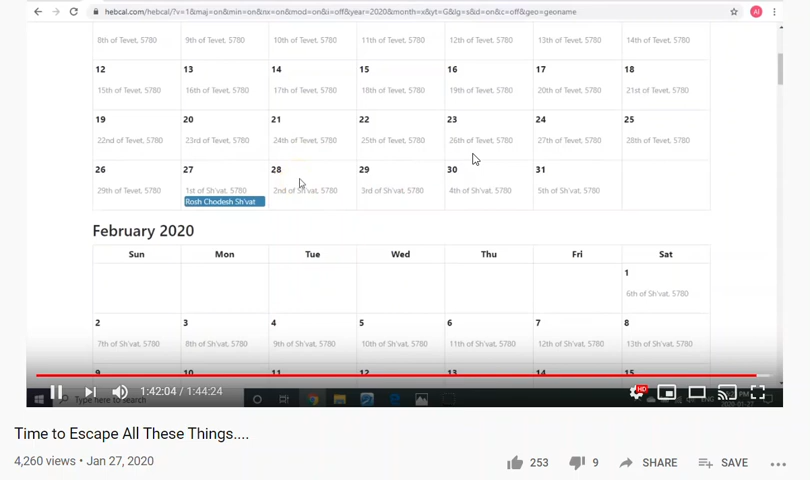 hebcal.com/hebcal/?v=1&maj=on&min=on&nx=on&mod=on&i=off&year=2020&month=x&yt=G&lg=s&d=on&c=off&geo=geoname
AI
8th of Tevet, 5780 9th of Tevet, 5780 10th of Tevet, 5780 11th of Tevet, 5780 12th of Tevet, 5780 13th of Tevet, 5780 14th of Tevet, 5780
12 13 14 15 16 17 18
15th of Tevet, 5780 16th of Tevet, 5780 17th of Tevet, 5780 18th of Tevet, 5780 19th of Tevet, 5780 20th of Tevet, 5780 21st of Tevet, 5780
19 20 21 22 23 24 25
22nd of Tevet, 5780 23rd of Tevet, 5780 24th of Tevet, 5780 25th of Tevet, 5780 26th of Tevet, 5780 27th of Tevet, 5780 28th of Tevet, 5780
26 27 28 29 30 31
29th of Tevet, 5780 1st of Sh'vat, 5780 2nd of Sh'vat, 5780 3rd of Sh'vat, 5780 4th of Sh'vat, 5780 5th of Sh'vat, 5780
Rosh Chodesh Sh'vat
February 2020
Sun Mon Tue Wed Thu Fri Sat
1
6th of Sh'vat, 5780
2 3 4 5 6 7 8
7th of Sh'vat, 5780 8th of Sh'vat, 5780 9th of Sh'vat, 5780 10th of Sh'vat, 5780 11th of Sh'vat, 5780 12th of Sh'vat, 5780 13th of Sh'vat, 5780
9 10 11 12 13 14 15
1:42:04 / 1:44:24 HD
Type here to search
2020-01-27
Time to Escape All These Things....
4,260 views • Jan 27, 2020 253 9 SHARE SAVE